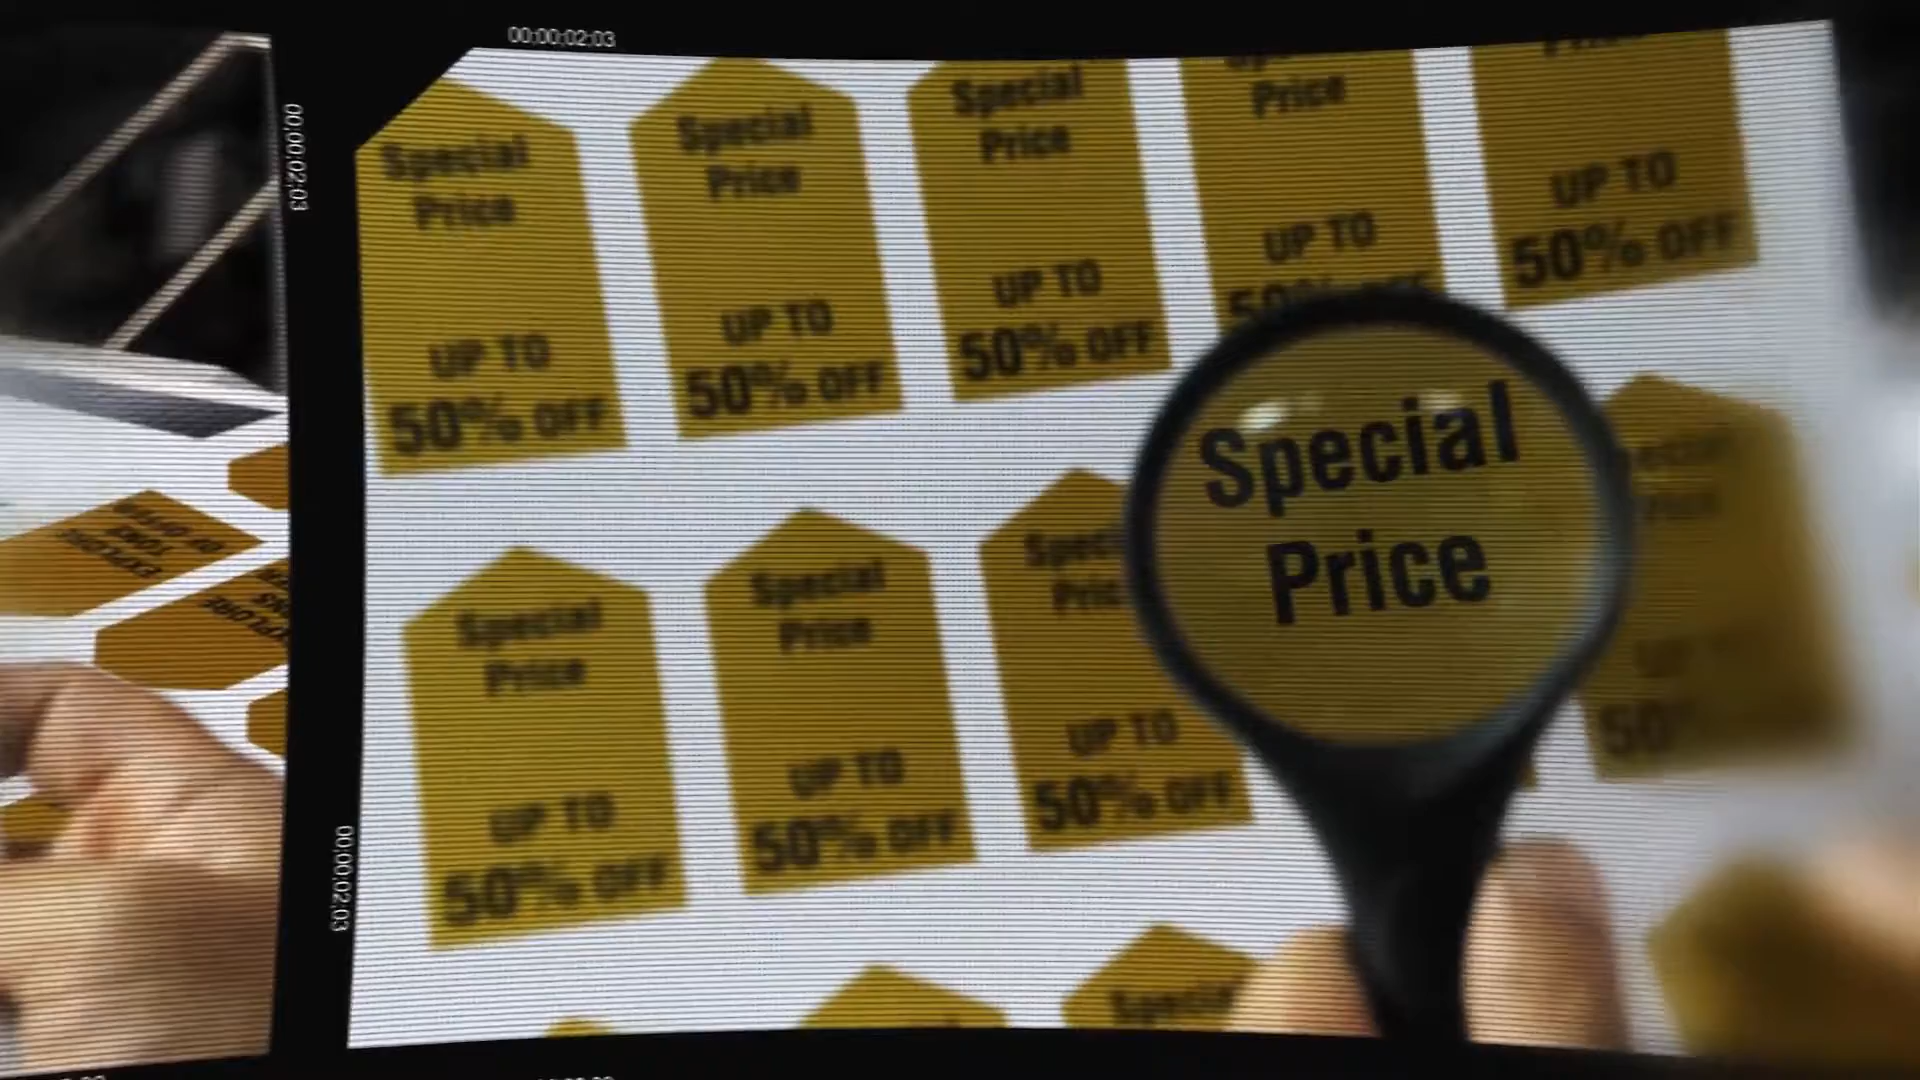 00;00;02;03
00;00;02;03
Special
Price
UP TO
50% OFF
Special
Price
UP TO
50% OFF
Special
Price
UP TO
50% OFF
Price
UP TO
UP TO
50% OFF
Special
Price
EXPLORE
TONS
Special
Price
UP TO
50% OFF
Special
Price
UP TO
50% OFF
UP TO
50% OFF
00;00;02;03